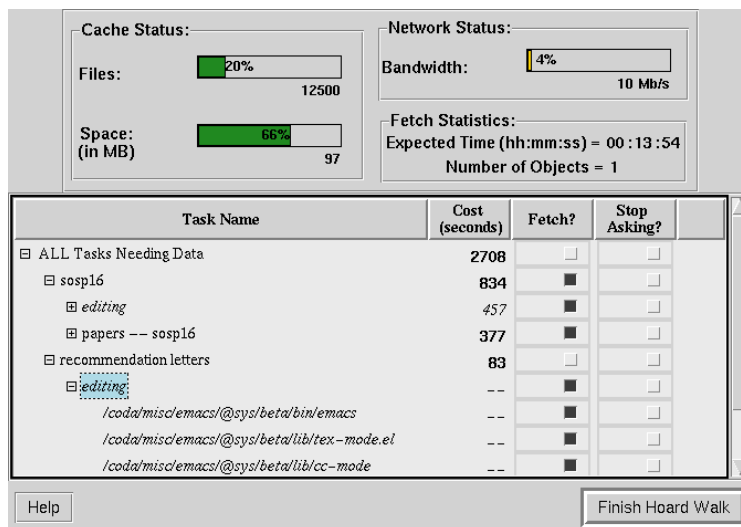 Cache Status:
Files:
20%
12500
Space:
(in MB)
66%
97
Network Status:
Bandwidth:
4%
10 Mb/s
Fetch Statistics:
Expected Time (hh:mm:ss) = 00:13:54
Number of Objects = 1
Task Name Cost (seconds) Fetch? Stop Asking?
ALL Tasks Needing Data 2708
sosp16 834
editing 457
papers -- sosp16 377
recommendation letters 83
editing --
/coda/misc/emacs/@sys/beta/bin/emacs --
/coda/misc/emacs/@sys/beta/lib/tex-mode.el --
/coda/misc/emacs/@sys/beta/lib/cc-mode --
Help Finish Hoard Walk